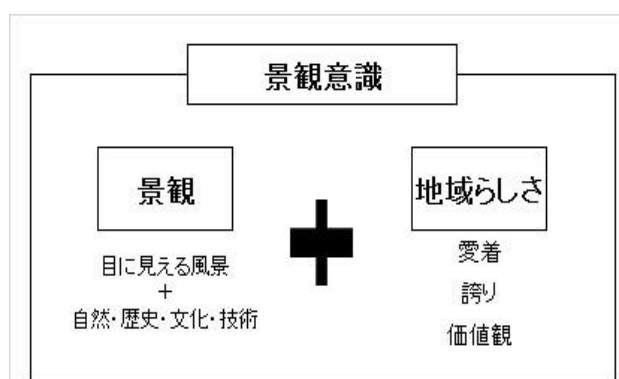 景観意識
景観
目に見える風景
+
自然・歴史・文化・技術
地域らしさ
愛着
誇り
価値観